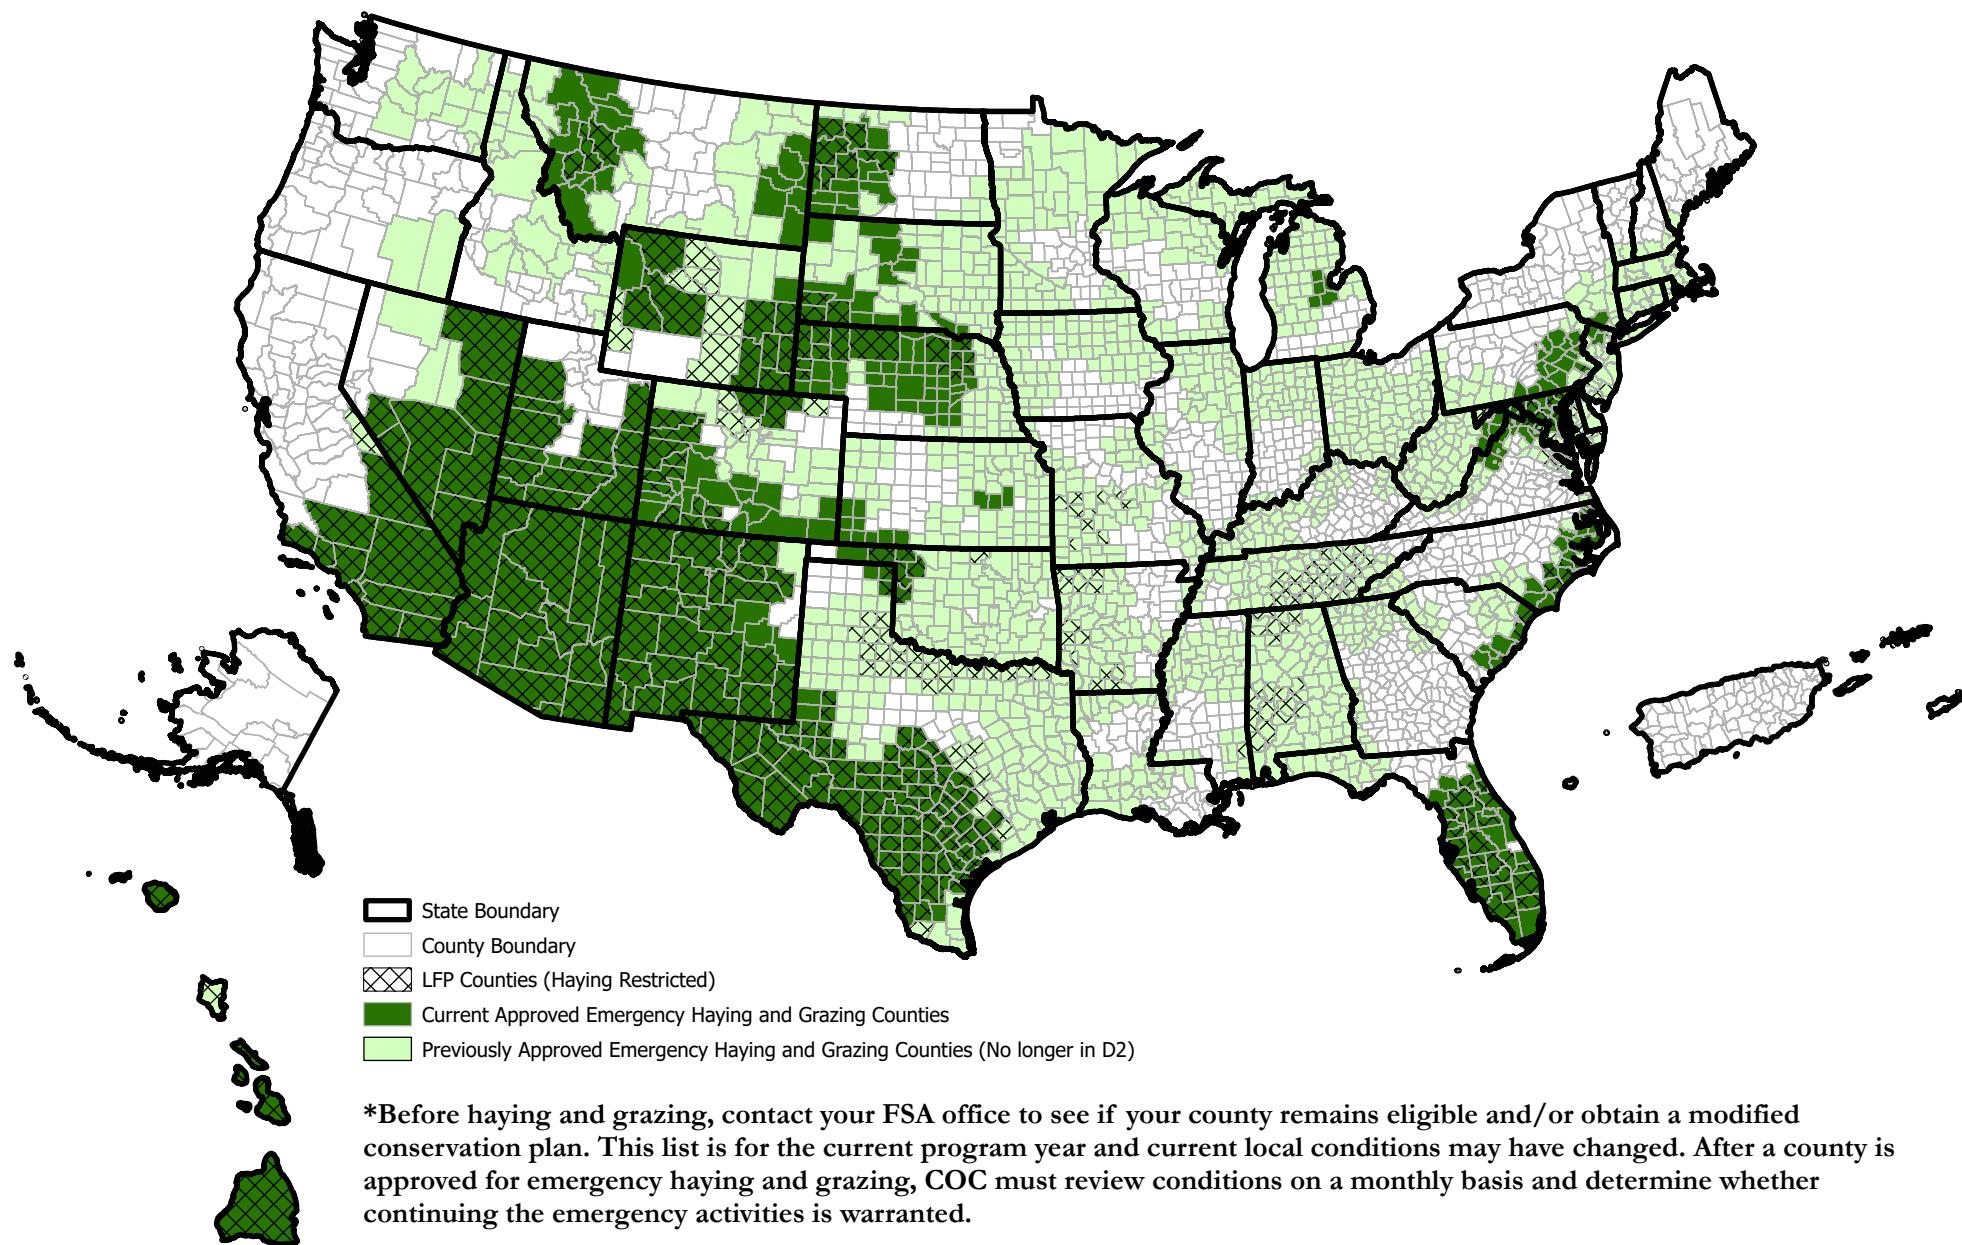 State Boundary
County Boundary
LFP Counties (Haying Restricted)
Current Approved Emergency Haying and Grazing Counties
Previously Approved Emergency Haying and Grazing Counties (No longer in D2)
*Before haying and grazing, contact your FSA office to see if your county remains eligible and/or obtain a modified
conservation plan. This list is for the current program year and current local conditions may have changed. After a county is
approved for emergency haying and grazing, COC must review conditions on a monthly basis and determine whether
continuing the emergency activities is warranted.